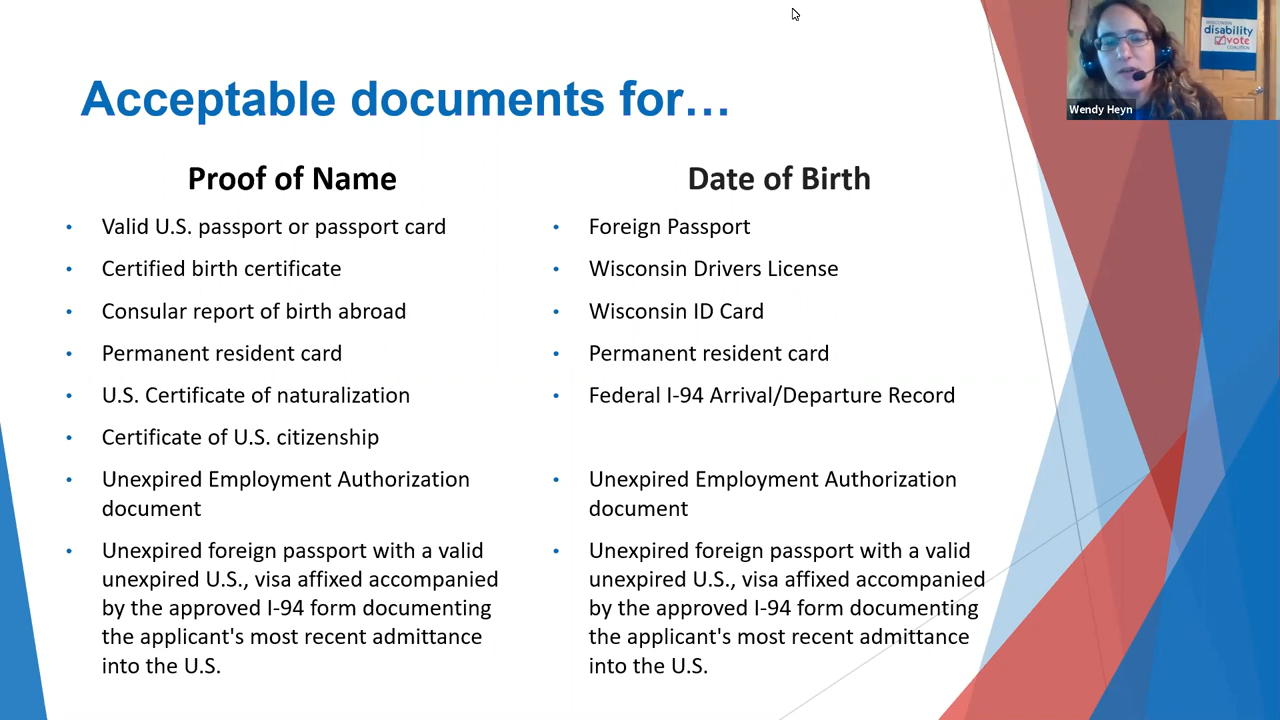 Acceptable documents for…
Proof of Name
Valid U.S. passport or passport card
Certified birth certificate
Consular report of birth abroad
Permanent resident card
U.S. Certificate of naturalization
Certificate of U.S. citizenship
Unexpired Employment Authorization
document
Unexpired foreign passport with a valid
unexpired U.S., visa affixed accompanied
by the approved I-94 form documenting
the applicant's most recent admittance
into the U.S.
Date of Birth
Foreign Passport
Wisconsin Drivers License
Wisconsin ID Card
Permanent resident card
Federal I-94 Arrival/Departure Record
Unexpired Employment Authorization
document
Unexpired foreign passport with a valid
unexpired U.S., visa affixed accompanied
by the approved I-94 form documenting
the applicant's most recent admittance
into the U.S.
WISCONSIN
disability
vote
COALITION
Wendy Heyn